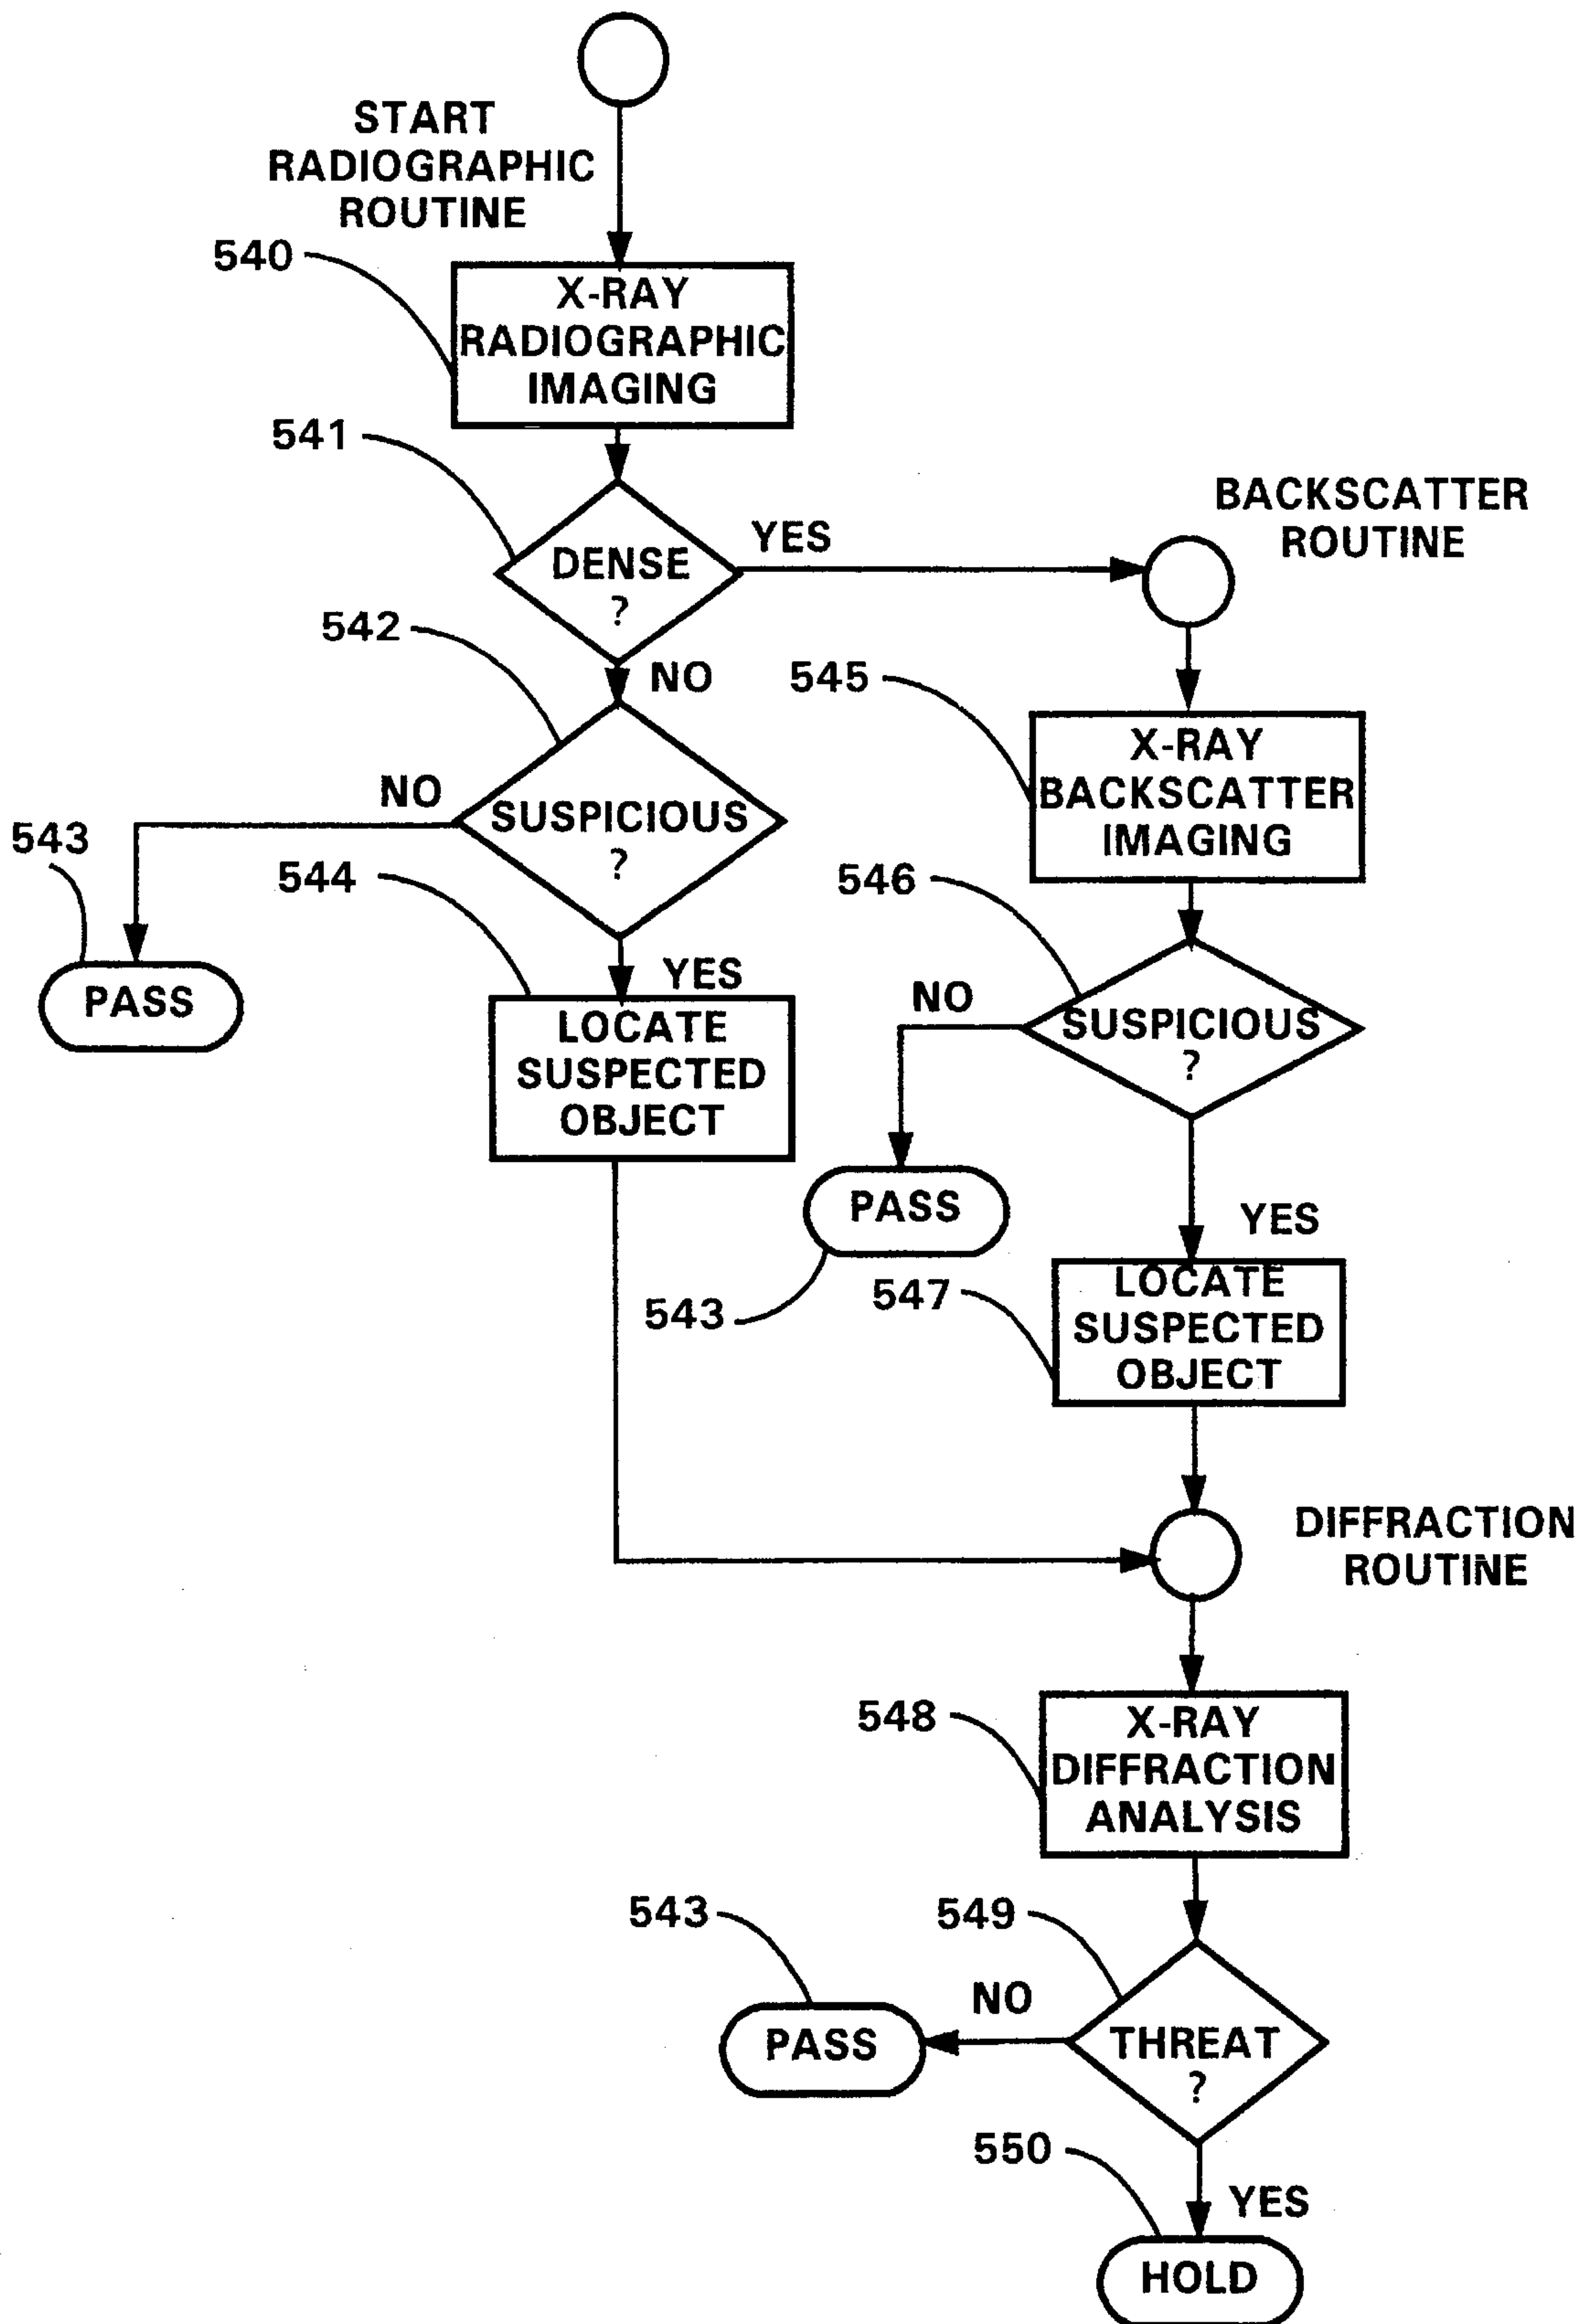 START
RADIOGRAPHIC
ROUTINE
540
X-RAY
RADIOGRAPHIC
IMAGING
541
DENSE
?
YES
BACKSCATTER
ROUTINE
NO
542
SUSPICIOUS
?
NO
543
PASS
YES
544
LOCATE
SUSPECTED
OBJECT
545
X-RAY
BACKSCATTER
IMAGING
546
SUSPICIOUS
?
NO
PASS
543
YES
547
LOCATE
SUSPECTED
OBJECT
DIFFRACTION
ROUTINE
548
X-RAY
DIFFRACTION
ANALYSIS
549
THREAT
?
NO
543
PASS
YES
550
HOLD